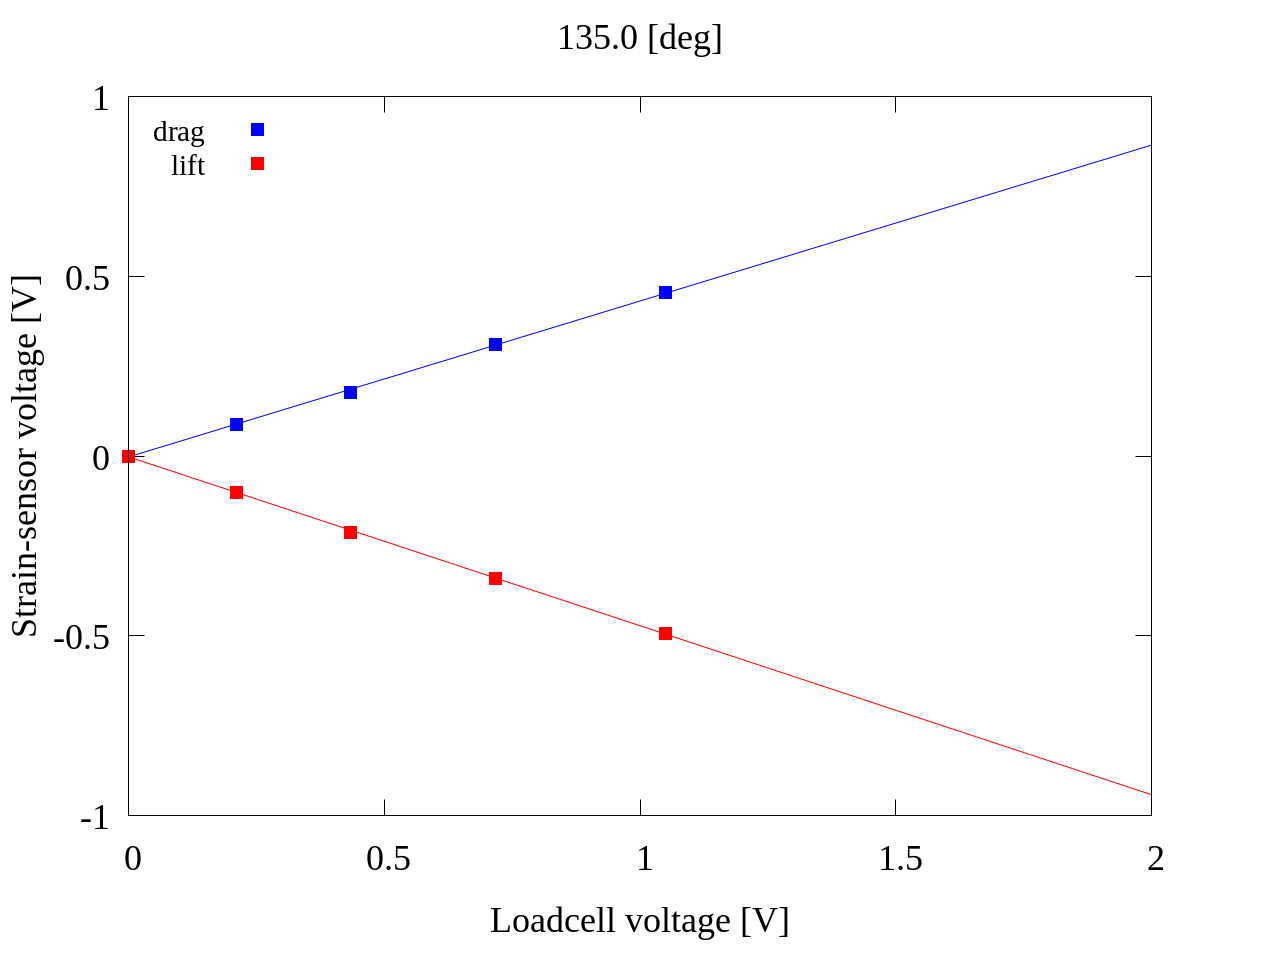 135.0 [deg]
1
drag
lift
0.5
0
-0.5
-1
Strain-sensor voltage [V]
0 0.5 1 1.5 2
Loadcell voltage [V]